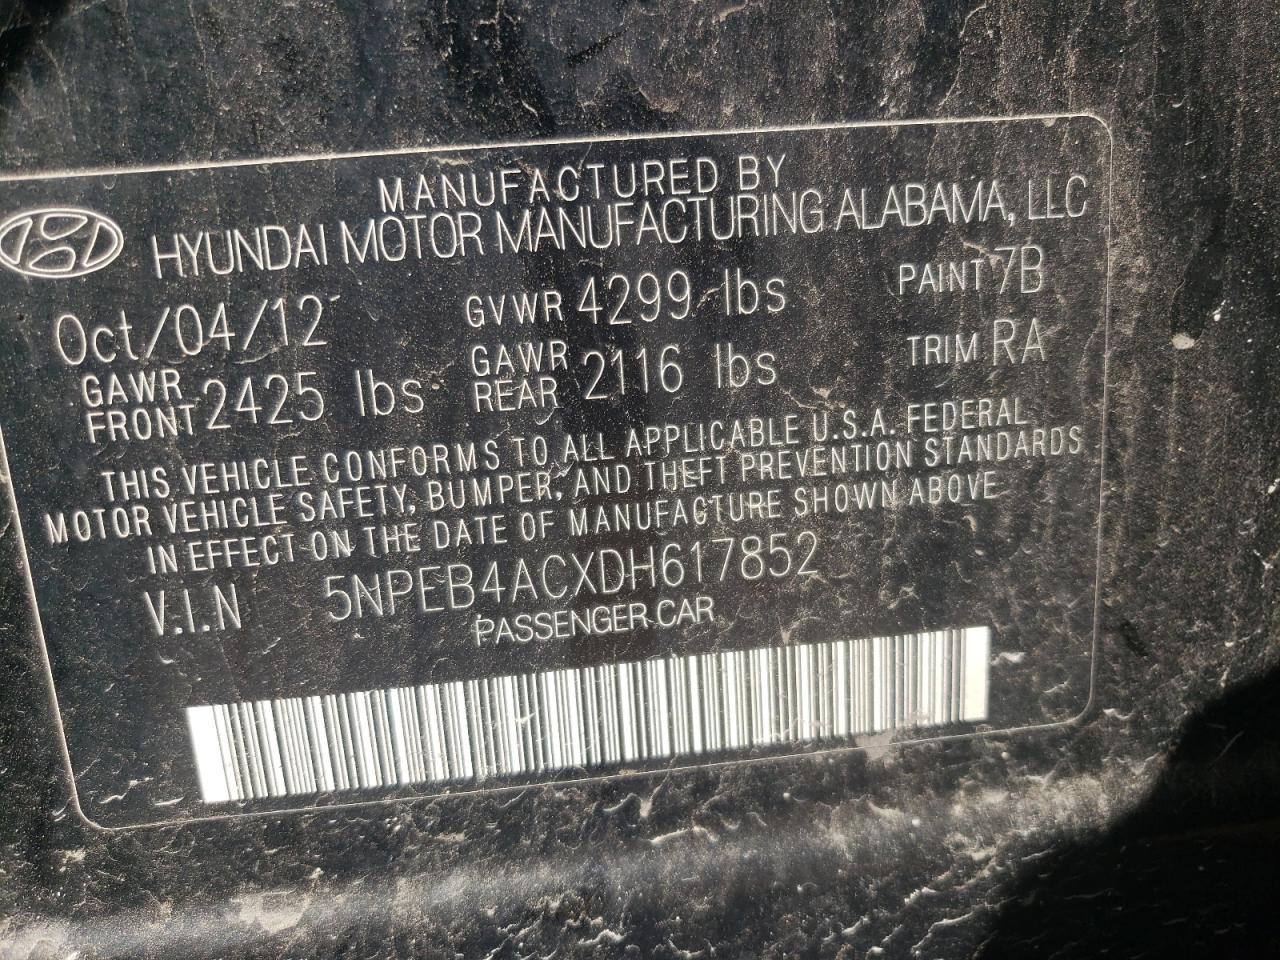 MANUFACTURED BY
HYUNDAI MOTOR MANUFACTURING ALABAMA, LLC
Oct/04/12 GVWR 4299 lbs PAINT 7B
GAWR FRONT 2425 lbs GAWR REAR 2116 lbs TRIM RA
THIS VEHICLE CONFORMS TO ALL APPLICABLE U.S.A. FEDERAL
MOTOR VEHICLE SAFETY, BUMPER, AND THEFT PREVENTION STANDARDS
IN EFFECT ON THE DATE OF MANUFACTURE SHOWN ABOVE
V.I.N 5NPEB4ACXDH617852
PASSENGER CAR